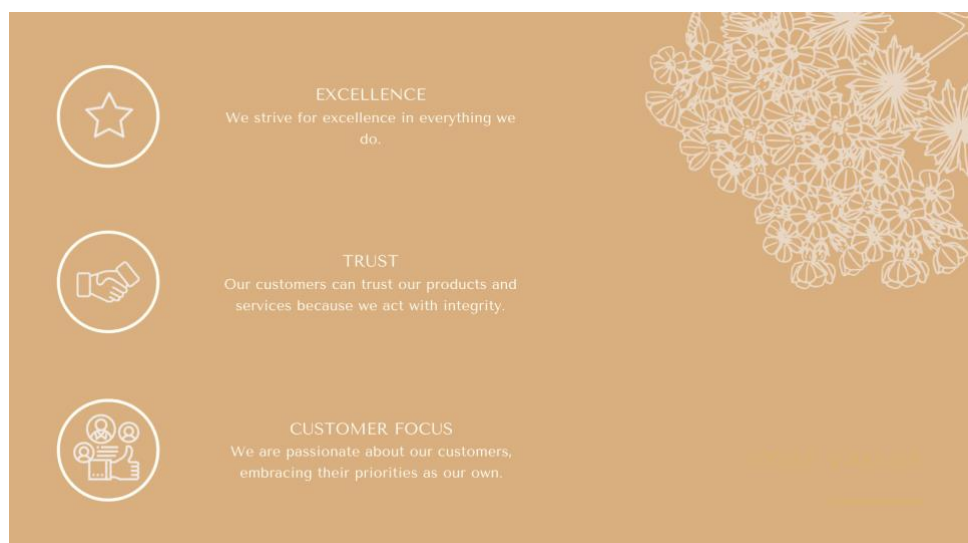 EXCELLENCE
We strive for excellence in everything we
do.
TRUST
Our customers can trust our products and
services because we act with integrity.
CUSTOMER FOCUS
We are passionate about our customers,
embracing their priorities as our own.